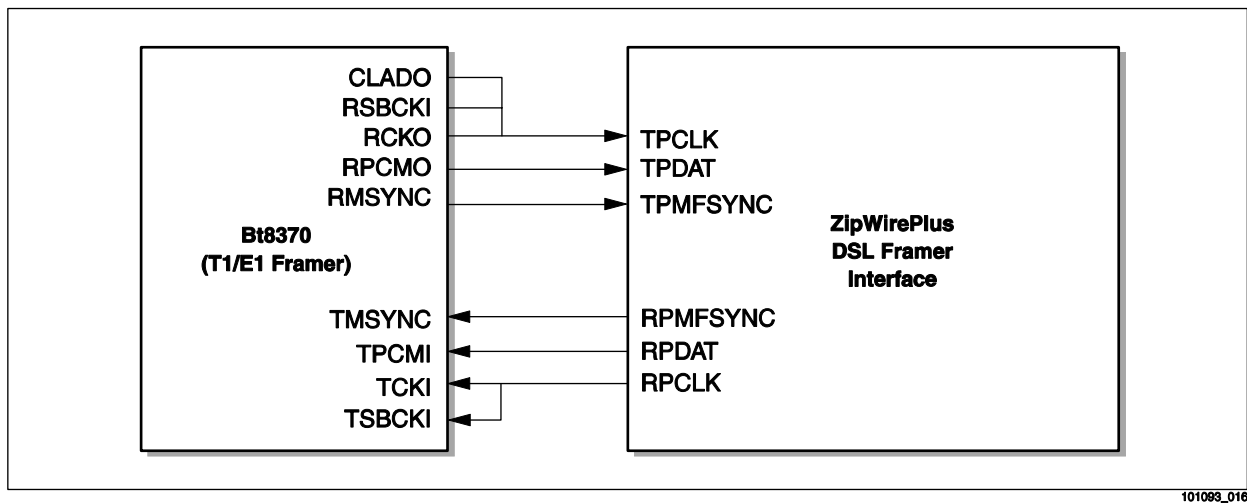 CLADO
RSBCKI
RCKO
RPCMO
RMSYNC
Bt8370
(T1/E1 Framer)
TMSYNC
TPCMI
TCKI
TSBCKI
TPCLK
TPDAT
TPMFSYNC
ZipWirePlus
DSL Framer
Interface
RPMFSYNC
RPDAT
RPCLK
101093_016